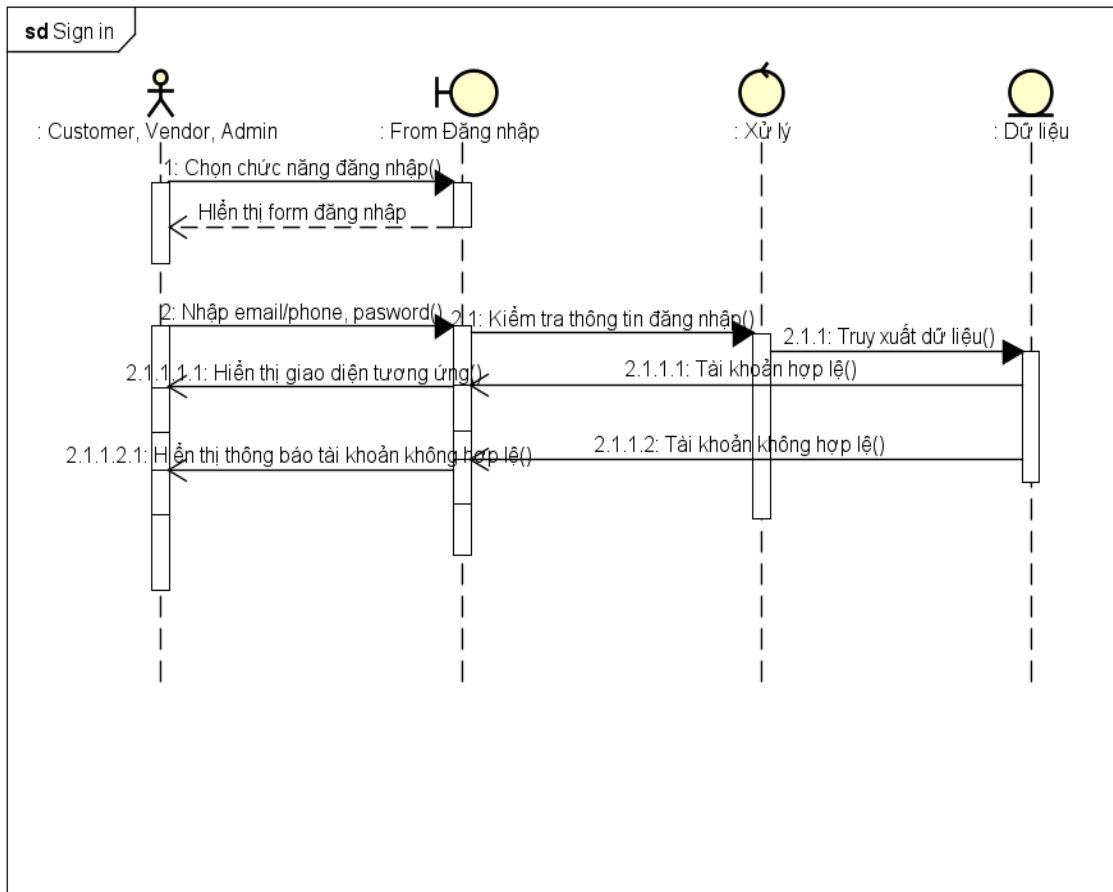 sd Sign in
: Customer, Vendor, Admin
: From Đăng nhập
: Xử lý
: Dữ liệu
1: Chọn chức năng đăng nhập()
HIển thị form đăng nhập
2: Nhập email/phone, pasword()
2.1: Kiểm tra thông tin đăng nhập()
2.1.1: Truy xuất dữ liệu()
2.1.1.1.1: Hiển thị giao diện tương ứng()
2.1.1.1: Tài khoản hợp lệ()
2.1.1.2.1: Hiển thị thông báo tài khoản không hợp lệ()
2.1.1.2: Tài khoản không hợp lệ()